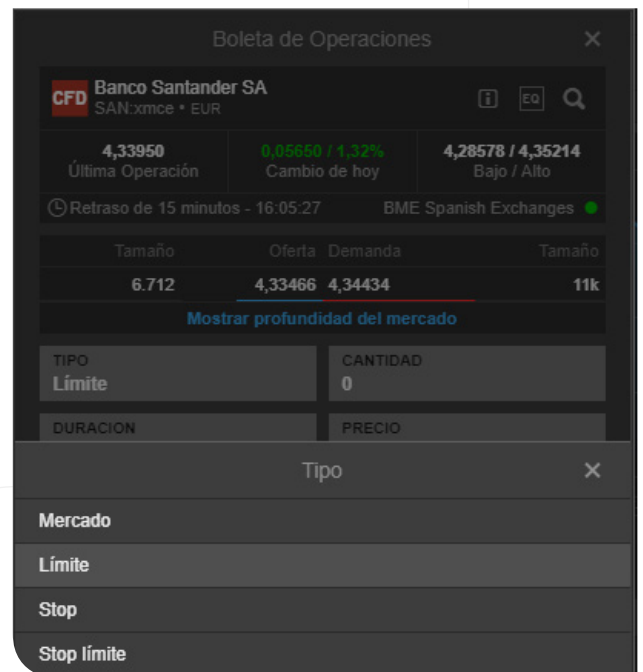 Boleta de Operaciones
CFD Banco Santander SA
SAN:xmce • EUR
EQ
4,33950 0,05650 / 1,32% 4,28578 / 4,35214
Última Operación Cambio de hoy Bajo / Alto
Retraso de 15 minutos - 16:05:27 BME Spanish Exchanges
Tamaño Oferta Demanda Tamaño
6.712 4,33466 4,34434 11k
Mostrar profundidad del mercado
TIPO CANTIDAD
Límite 0
DURACION PRECIO
Tipo
Mercado
Límite
Stop
Stop límite